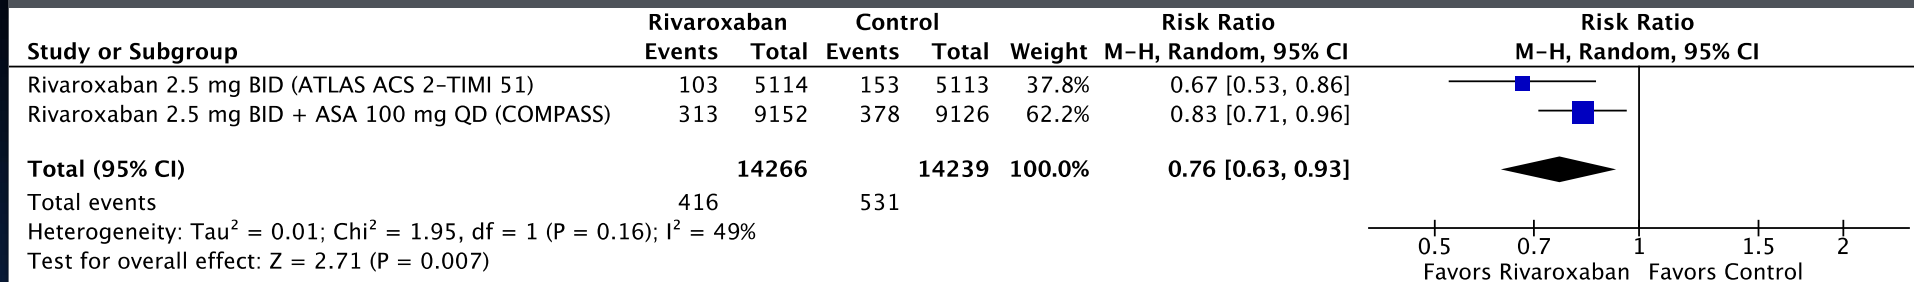 Rivaroxaban Control Risk Ratio Risk Ratio
Study or Subgroup Events Total Events Total Weight M-H, Random, 95% CI M-H, Random, 95% CI
Rivaroxaban 2.5 mg BID (ATLAS ACS 2-TIMI 51) 103 5114 153 5113 37.8% 0.67 [0.53, 0.86]
Rivaroxaban 2.5 mg BID + ASA 100 mg QD (COMPASS) 313 9152 378 9126 62.2% 0.83 [0.71, 0.96]
Total (95% CI) 14266 14239 100.0% 0.76 [0.63, 0.93]
Total events 416 531
Heterogeneity: Tau² = 0.01; Chi² = 1.95, df = 1 (P = 0.16); I² = 49%
Test for overall effect: Z = 2.71 (P = 0.007)
0.5 0.7 1 1.5 2
Favors Rivaroxaban Favors Control